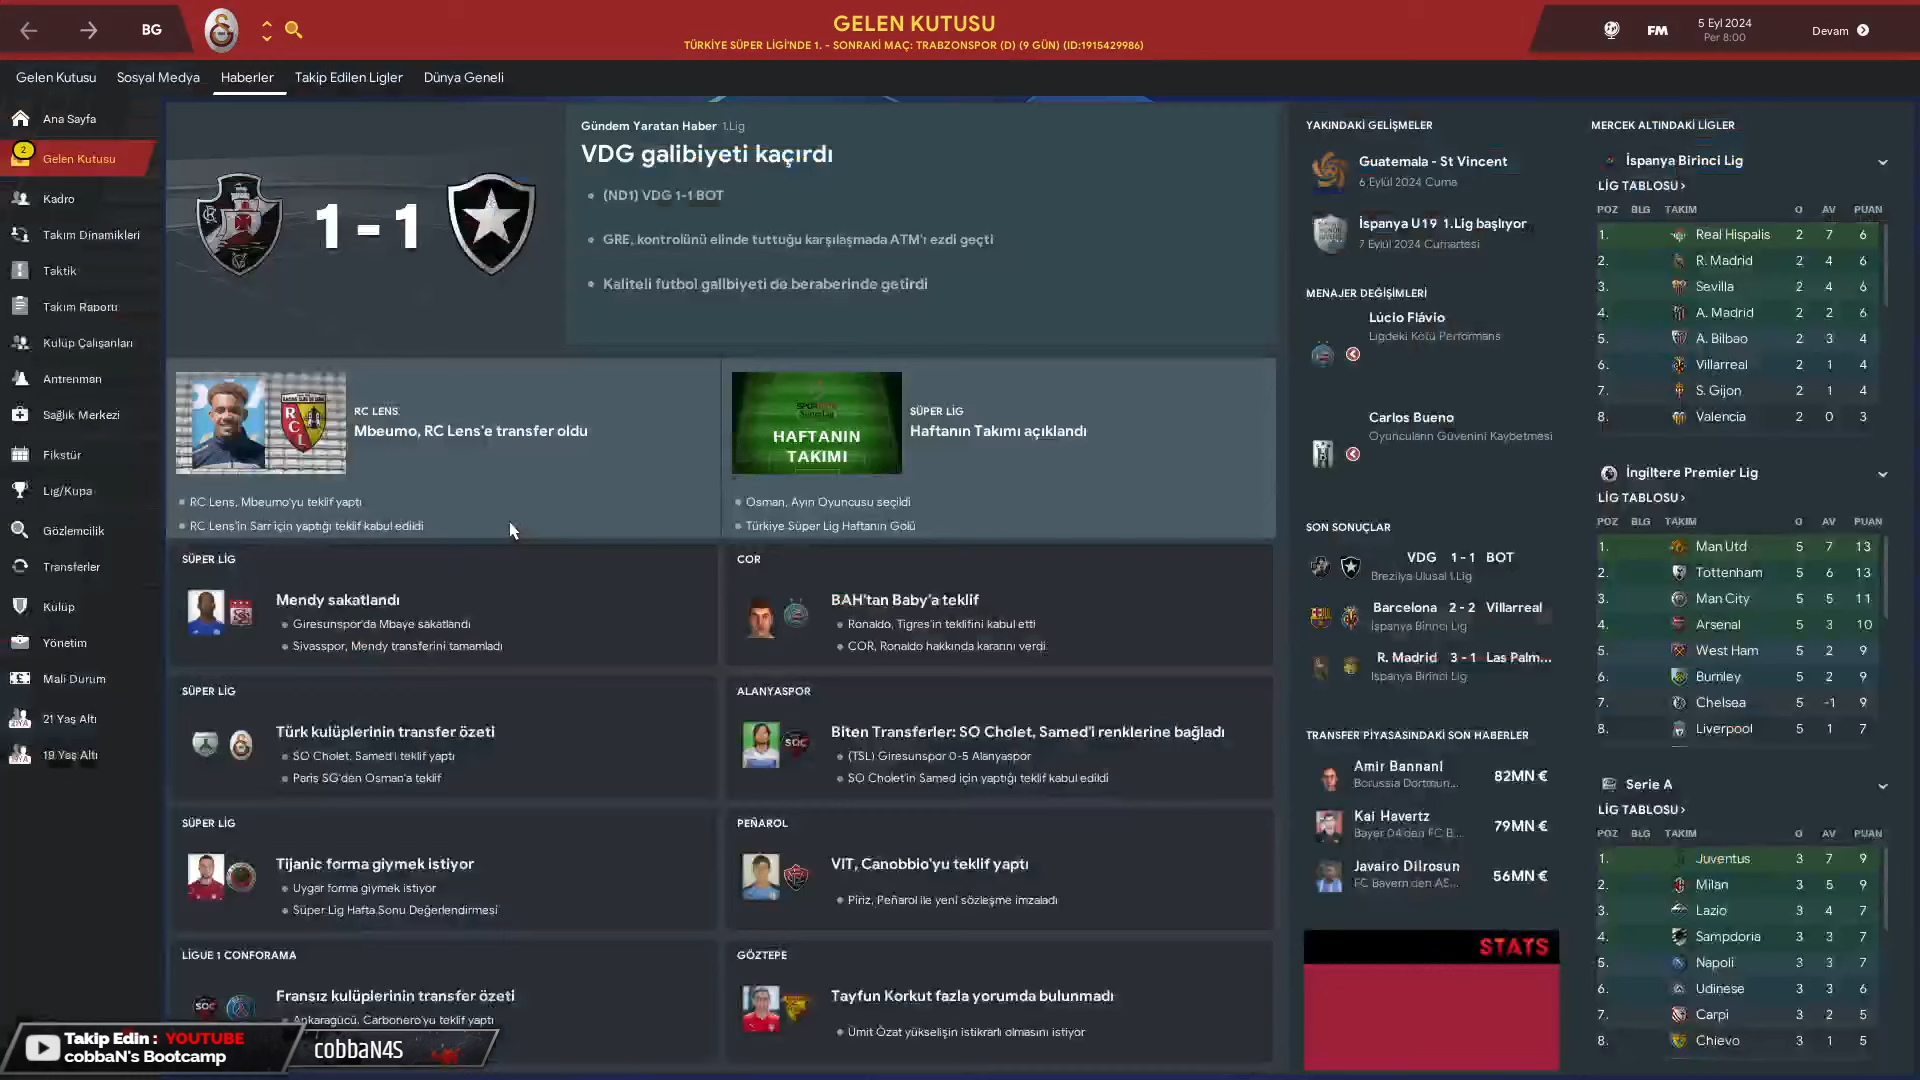 BG
GELEN KUTUSU
TÜRKİYE SÜPER LİGİ'NDE 1. - SONRAKİ MAÇ: TRABZONSPOR (D) (9 GÜN) (ID:1915429986)
FM
5 Eyl 2024
Per 8:00
Devam
Gelen Kutusu
Sosyal Medya
Haberler
Takip Edilen Ligler
Dünya Geneli
Ana Sayfa
2
Gelen Kutusu
Kadro
Takım Dinamikleri
Taktik
Takım Raporu
Kulüp Çalışanları
Antrenman
Sağlık Merkezi
Fikstür
Lig/Kupa
Gözlemcilik
Transferler
Kulüp
Yönetim
Mali Durum
21 Yaş Altı
19 Yaş Altı
1 - 1
Gündem Yaratan Haber 1.Lig
VDG galibiyeti kaçırdı
(ND1) VDG 1-1 BOT
GRE, kontrolünü elinde tuttuğu karşılaşmada ATM'ı ezdi geçti
Kaliteli futbol galibiyeti de beraberinde getirdi
RC LENS
Mbeumo, RC Lens'e transfer oldu
RC Lens, Mbeumo'yu teklif yaptı
RC Lens'in Sarr için yaptığı teklif kabul edildi
HAFTANIN
TAKIMI
SÜPER LİG
Haftanın Takımı açıklandı
Osman, Ayın Oyuncusu seçildi
Türkiye Süper Lig Haftanın Golü
SÜPER LİG
Mendy sakatlandı
Giresunspor'da Mbaye sakatlandı
Sivasspor, Mendy transferini tamamladı
COR
BAH'tan Baby'a teklif
Ronaldo, Tigres'in teklifini kabul etti
COR, Ronaldo hakkında kararını verdi
SÜPER LİG
Türk kulüplerinin transfer özeti
SO Cholet, Samed'i teklif yaptı
Paris SG'den Osman'a teklif
ALANYASPOR
Biten Transferler: SO Cholet, Samed'i renklerine bağladı
(TSL) Giresunspor 0-5 Alanyaspor
SO Cholet'in Samed için yaptığı teklif kabul edildi
SÜPER LİG
Tijanic forma giymek istiyor
Uygar forma giymek istiyor
Süper Lig Hafta Sonu Değerlendirmesi
PEÑAROL
VIT, Canobbio'yu teklif yaptı
Píriz, Peñarol ile yeni sözleşme imzaladı
LIGUE 1 CONFORAMA
Fransız kulüplerinin transfer özeti
Ankaragücü, Carbonero'yu teklif yaptı
GÖZTEPE
Tayfun Korkut fazla yorumda bulunmadı
Ümit Özat yükselişin istikrarlı olmasını istiyor
YAKINDAKİ GELİŞMELER
Guatemala - St Vincent
6 Eylül 2024 Cuma
İspanya U19 1.Lig başlıyor
7 Eylül 2024 Cumartesi
MENAJER DEĞİŞİMLERİ
Lúcio Flávio
Ligdeki Kötü Performans
Carlos Bueno
Oyuncuların Güvenini Kaybetmesi
SON SONUÇLAR
VDG 1 - 1 BOT
Brezilya Ulusal 1.Lig
Barcelona 2 - 2 Villarreal
İspanya Birinci Lig
R. Madrid 3 - 1 Las Palm...
İspanya Birinci Lig
TRANSFER PİYASASINDAKİ SON HABERLER
Amir Bannani 82MN €
Borussia Dortmun...
Kai Havertz 79MN €
Bayer 04'den FC B...
Javairo Dilrosun 56MN €
FC Bayern'den AS...
STATS
MERCEK ALTINDAKİ LİGLER
İspanya Birinci Lig
LİG TABLOSU ›
POZ BLG TAKIM O AV PUAN
1. Real Hispalis 2 7 6
2. R. Madrid 2 4 6
3. Sevilla 2 4 6
4. A. Madrid 2 2 6
5. A. Bilbao 2 3 4
6. Villarreal 2 1 4
7. S. Gijon 2 1 4
8. Valencia 2 0 3
İngiltere Premier Lig
LİG TABLOSU ›
POZ BLG TAKIM O AV PUAN
1. Man Utd 5 7 13
2. Tottenham 5 6 13
3. Man City 5 5 11
4. Arsenal 5 3 10
5. West Ham 5 2 9
6. Burnley 5 2 9
7. Chelsea 5 -1 9
8. Liverpool 5 1 7
Serie A
LİG TABLOSU ›
POZ BLG TAKIM O AV PUAN
1. Juventus 3 7 9
2. Milan 3 5 9
3. Lazio 3 4 7
4. Sampdoria 3 3 7
5. Napoli 3 3 7
6. Udinese 3 3 6
7. Carpi 3 2 5
8. Chievo 3 1 5
Takip Edin : YOUTUBE
cobbaN's Bootcamp
cobbaN4S